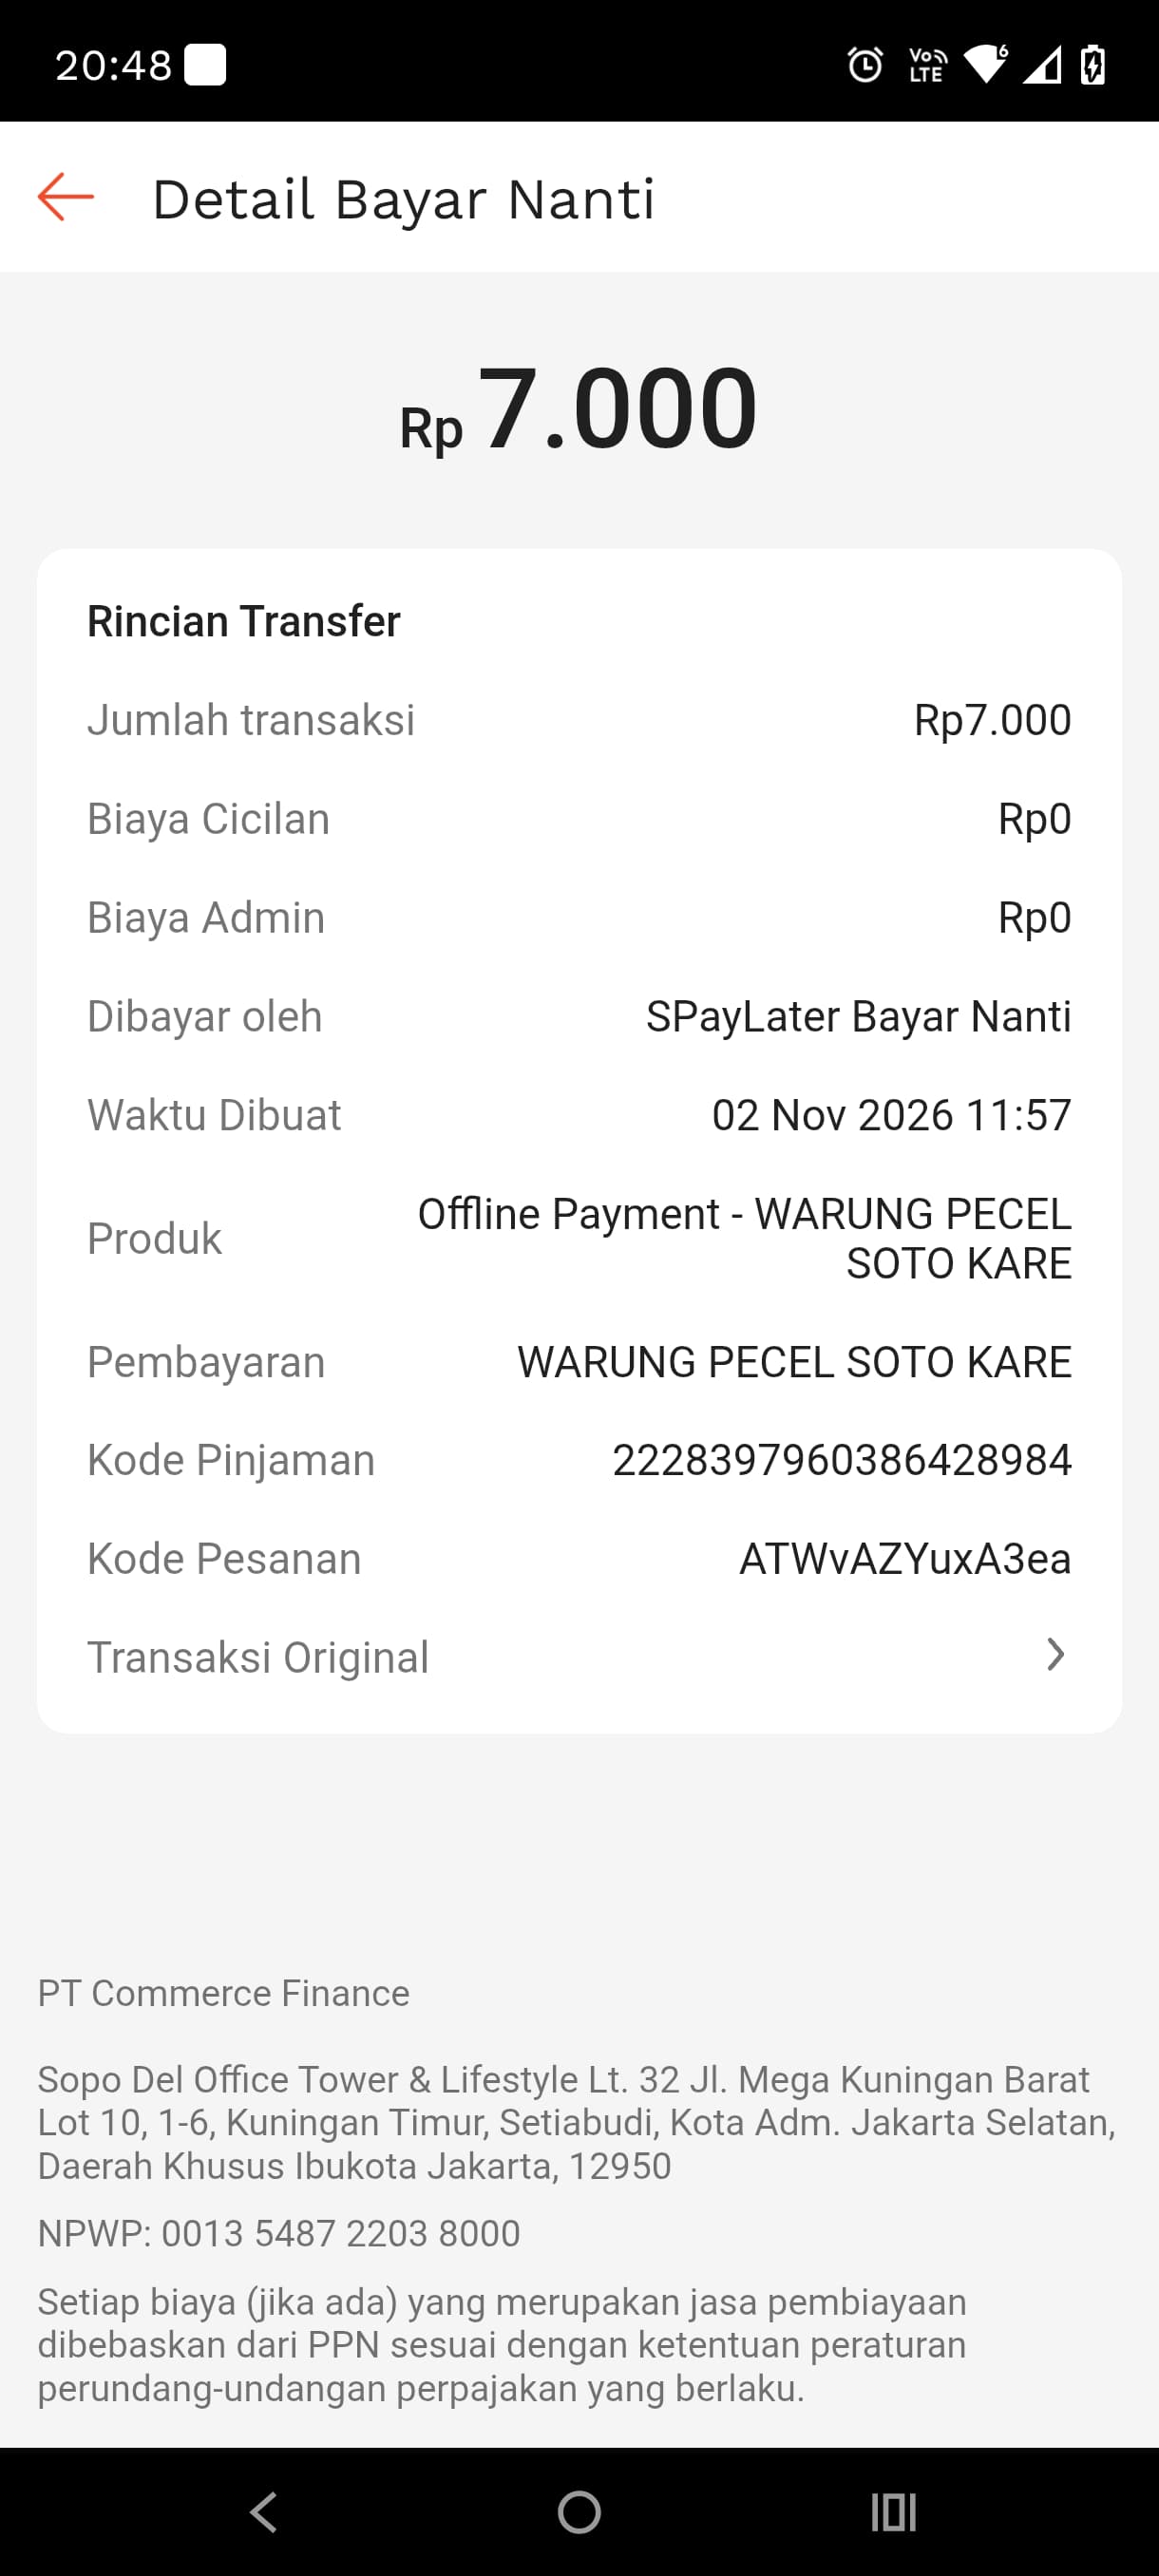 20:48
Vo LTE 6
Detail Bayar Nanti
Rp 7.000
Rincian Transfer
Jumlah transaksi Rp7.000
Biaya Cicilan Rp0
Biaya Admin Rp0
Dibayar oleh SPayLater Bayar Nanti
Waktu Dibuat 02 Nov 2026 11:57
Produk Offline Payment - WARUNG PECEL
SOTO KARE
Pembayaran WARUNG PECEL SOTO KARE
Kode Pinjaman 2228397960386428984
Kode Pesanan ATWvAZYuxA3ea
Transaksi Original
PT Commerce Finance
Sopo Del Office Tower & Lifestyle Lt. 32 Jl. Mega Kuningan Barat
Lot 10, 1-6, Kuningan Timur, Setiabudi, Kota Adm. Jakarta Selatan,
Daerah Khusus Ibukota Jakarta, 12950
NPWP: 0013 5487 2203 8000
Setiap biaya (jika ada) yang merupakan jasa pembiayaan
dibebaskan dari PPN sesuai dengan ketentuan peraturan
perundang-undangan perpajakan yang berlaku.